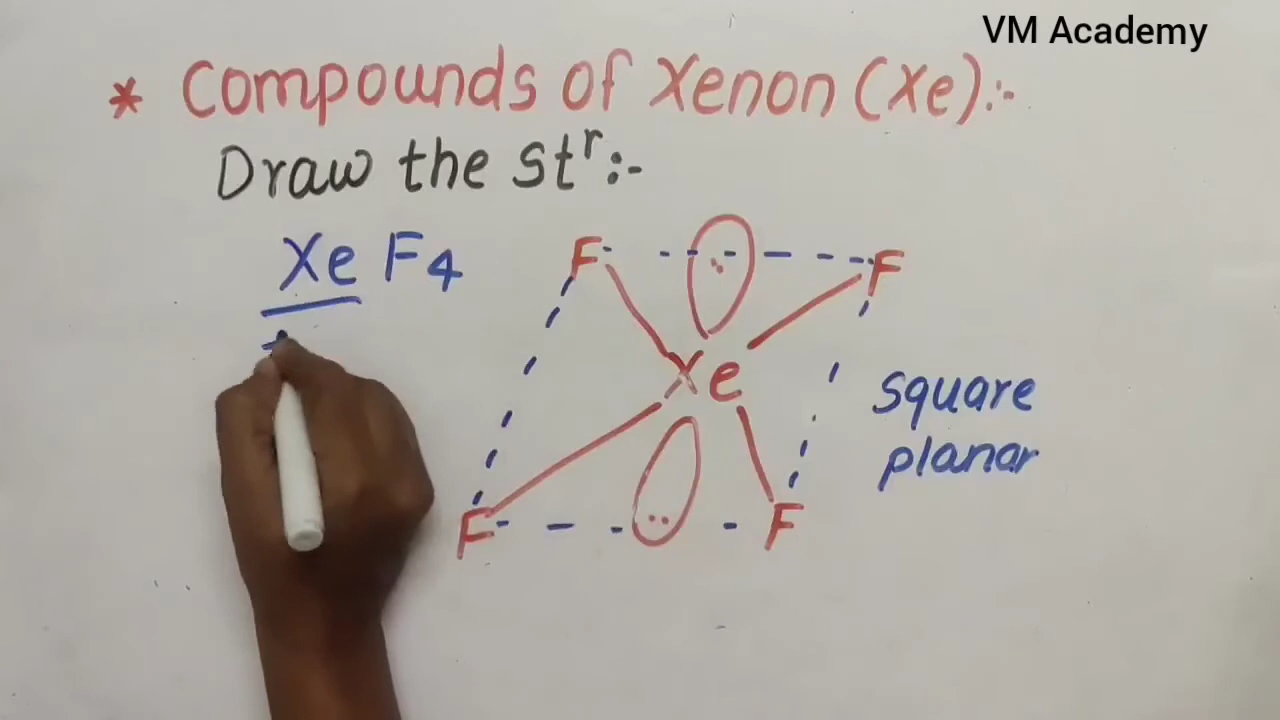 VM Academy
* Compounds of Xenon (Xe):-
Draw the stʳ:-
XeF₄
F F
Xe
square
planar
F F